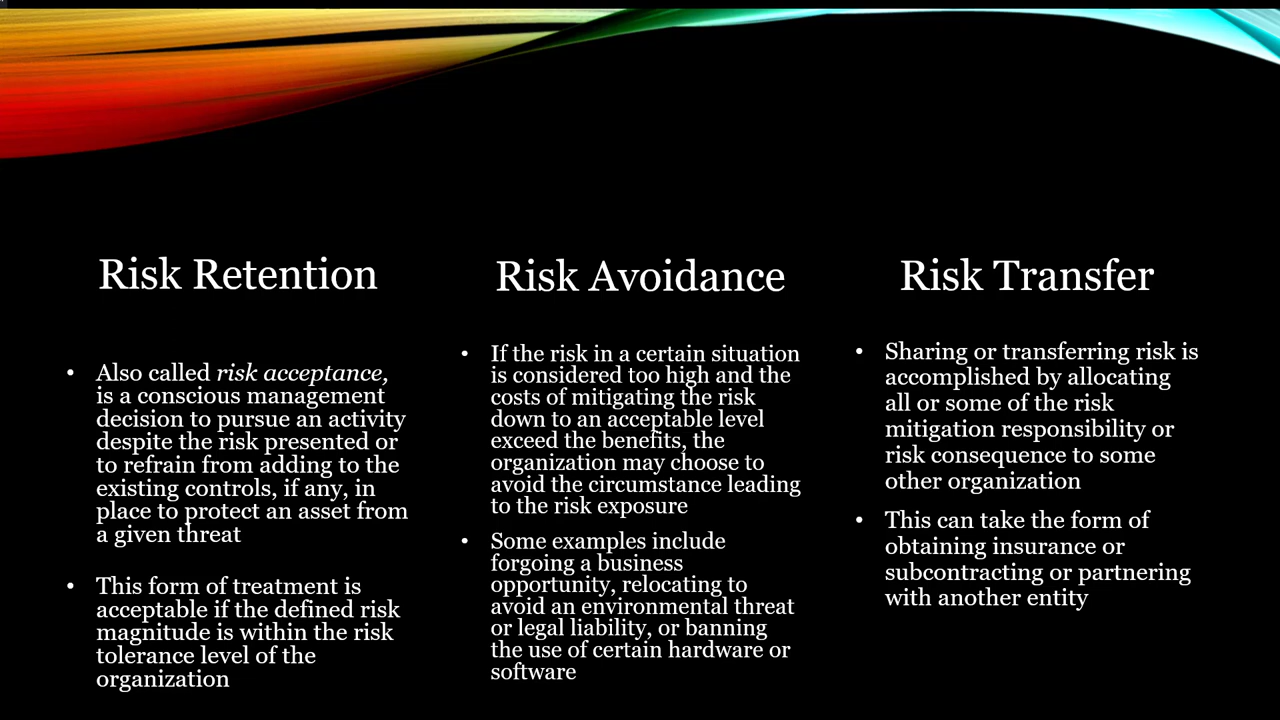 Risk Retention
• Also called risk acceptance,
is a conscious management
decision to pursue an activity
despite the risk presented or
to refrain from adding to the
existing controls, if any, in
place to protect an asset from
a given threat
• This form of treatment is
acceptable if the defined risk
magnitude is within the risk
tolerance level of the
organization
Risk Avoidance
• If the risk in a certain situation
is considered too high and the
costs of mitigating the risk
down to an acceptable level
exceed the benefits, the
organization may choose to
avoid the circumstance leading
to the risk exposure
• Some examples include
forgoing a business
opportunity, relocating to
avoid an environmental threat
or legal liability, or banning
the use of certain hardware or
software
Risk Transfer
• Sharing or transferring risk is
accomplished by allocating
all or some of the risk
mitigation responsibility or
risk consequence to some
other organization
• This can take the form of
obtaining insurance or
subcontracting or partnering
with another entity